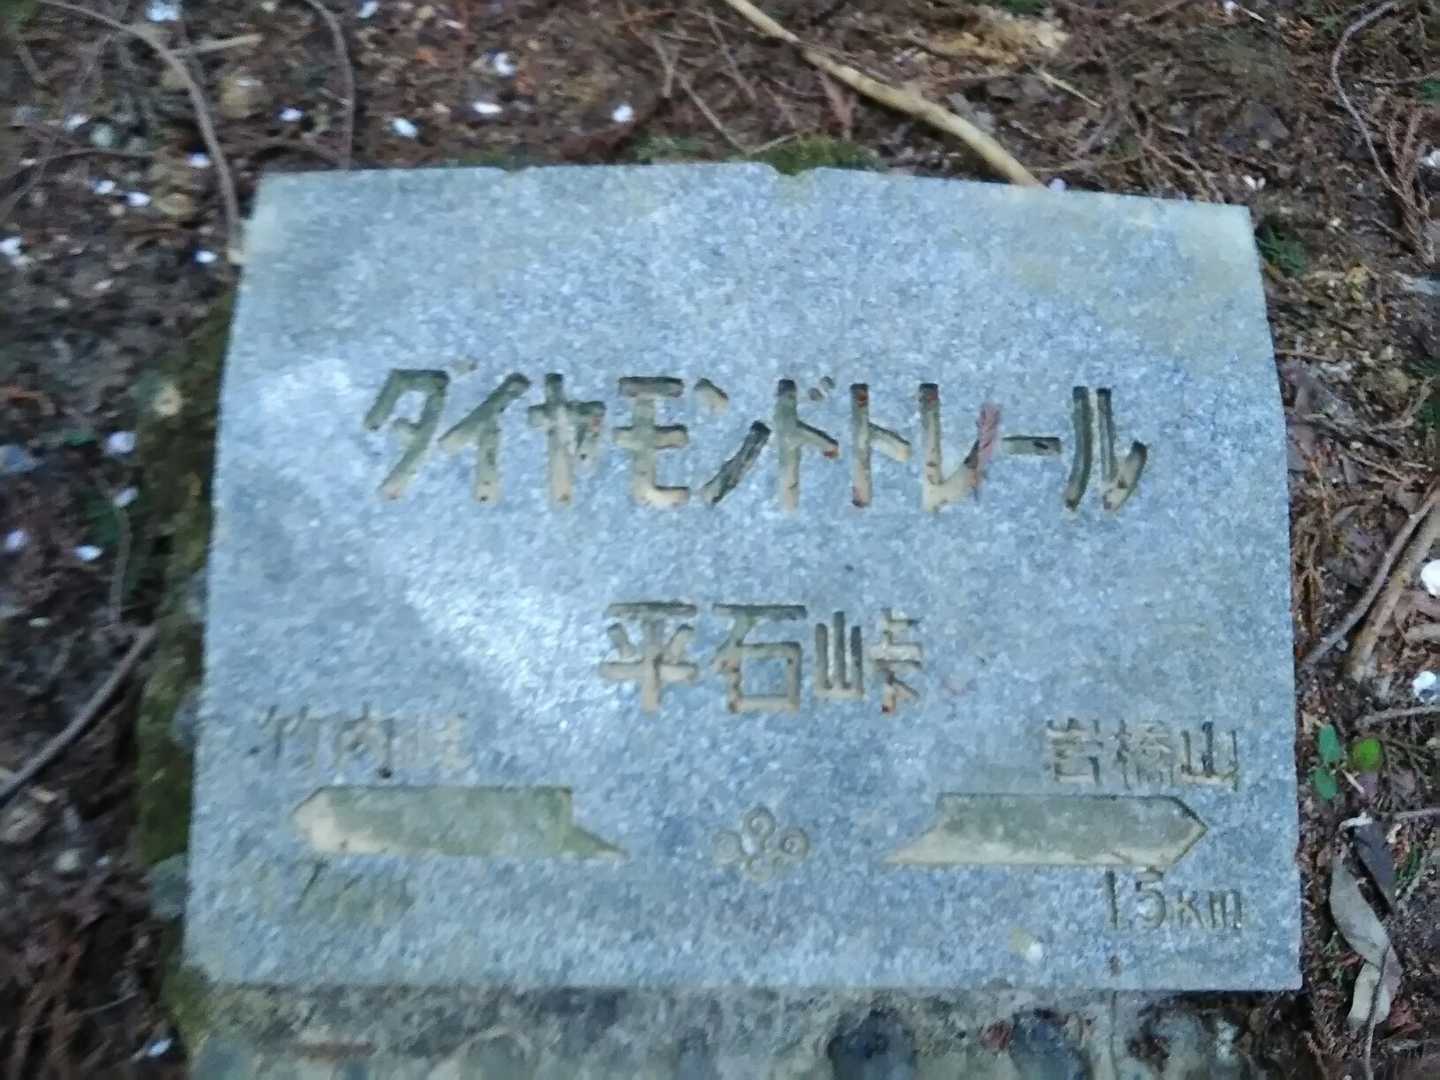 ダイヤモンドトレール
平石峠
竹内峠
岩橋山
1.5km